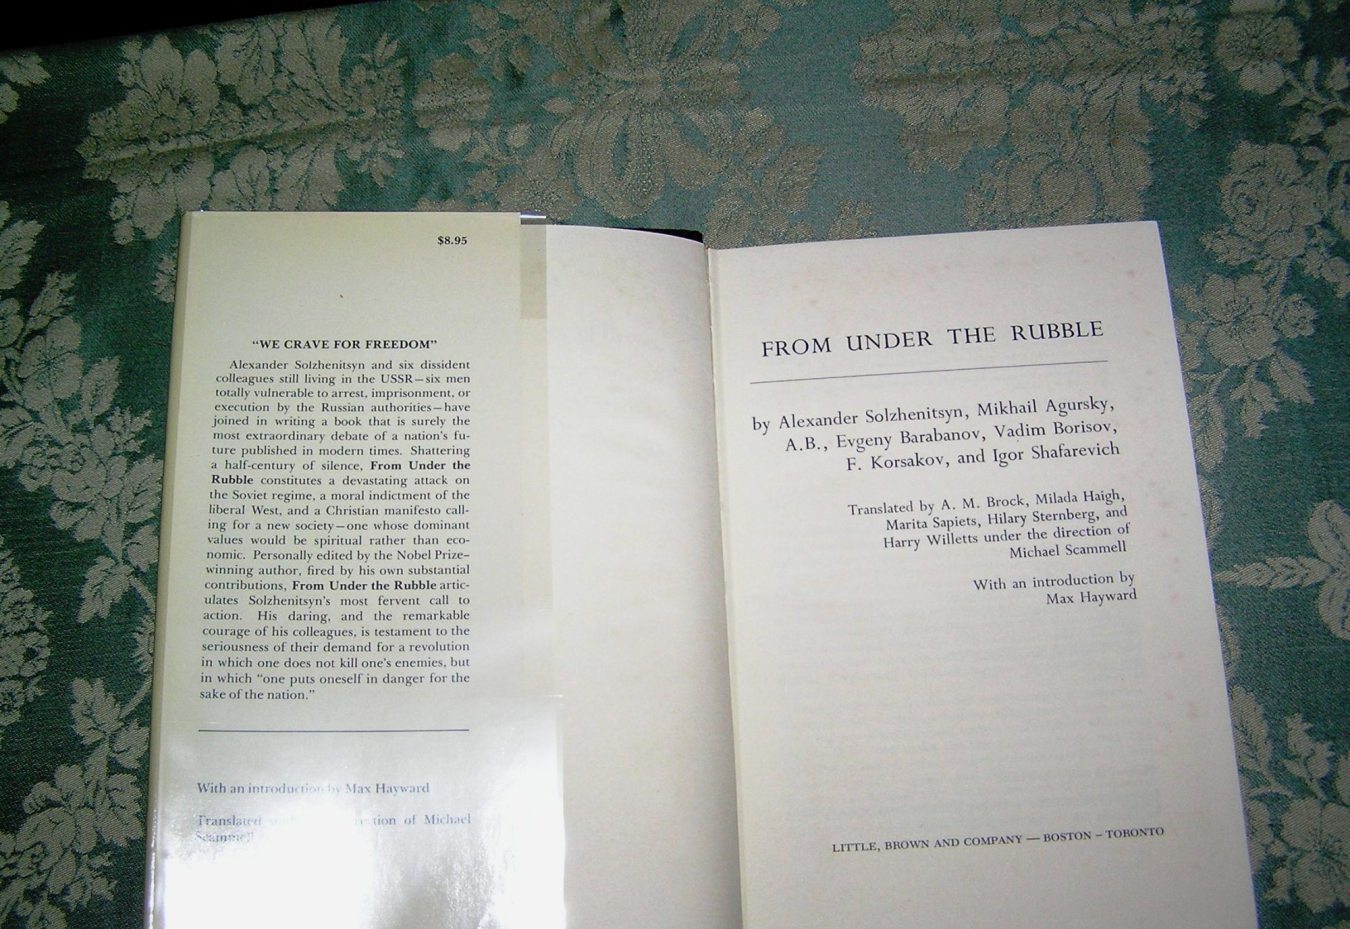 $8.95
"WE CRAVE FOR FREEDOM"
Alexander Solzhenitsyn and six dissident
colleagues still living in the USSR—six men
totally vulnerable to arrest, imprisonment, or
execution by the Russian authorities—have
joined in writing a book that is surely the
most extraordinary debate of a nation's fu-
ture published in modern times. Shattering
a half-century of silence, From Under the
Rubble constitutes a devastating attack on
the Soviet regime, a moral indictment of the
liberal West, and a Christian manifesto call-
ing for a new society—one whose dominant
values would be spiritual rather than eco-
nomic. Personally edited by the Nobel Prize–
winning author, fired by his own substantial
contributions, From Under the Rubble artic-
ulates Solzhenitsyn's most fervent call to
action. His daring, and the remarkable
courage of his colleagues, is testament to the
seriousness of their demand for a revolution
in which one does not kill one's enemies, but
in which "one puts oneself in danger for the
sake of the nation."
With an introduction by Max Hayward
Translated of Michael
Scammell
FROM UNDER THE RUBBLE
by Alexander Solzhenitsyn, Mikhail Agursky,
A.B., Evgeny Barabanov, Vadim Borisov,
F. Korsakov, and Igor Shafarevich
Translated by A. M. Brock, Milada Haigh,
Marita Sapiets, Hilary Sternberg, and
Harry Willetts under the direction of
Michael Scammell
With an introduction by
Max Hayward
LITTLE, BROWN AND COMPANY — BOSTON – TORONTO